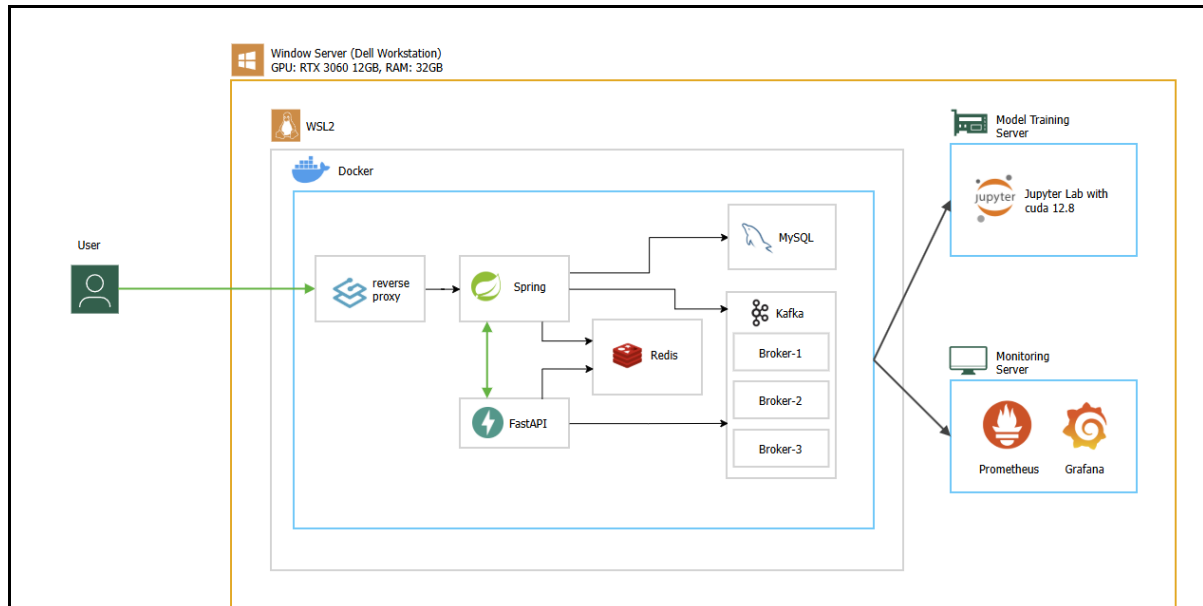 Window Server (Dell Workstation)
GPU: RTX 3060 12GB, RAM: 32GB
WSL2
Docker
User
reverse
proxy
Spring
FastAPI
Redis
MySQL
Kafka
Broker-1
Broker-2
Broker-3
Model Training
Server
jupyter
Jupyter Lab with
cuda 12.8
Monitoring
Server
Prometheus
Grafana